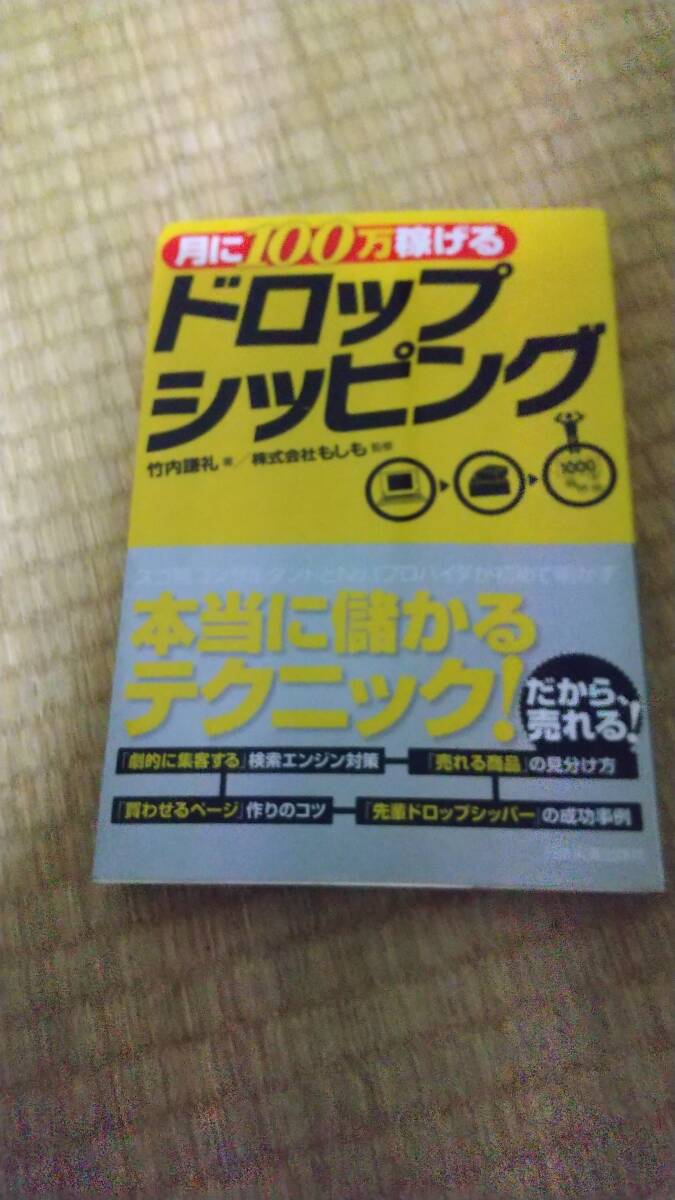 月に100万稼げる
ドロップ
シッピング
竹内謙礼 著／株式会社もしも 監修
本当に儲かる
テクニック!
だから、
売れる!
『劇的に集客する』検索エンジン対策
『売れる商品』の見分け方
『買わせるページ』作りのコツ
『先輩ドロップシッパー』の成功事例